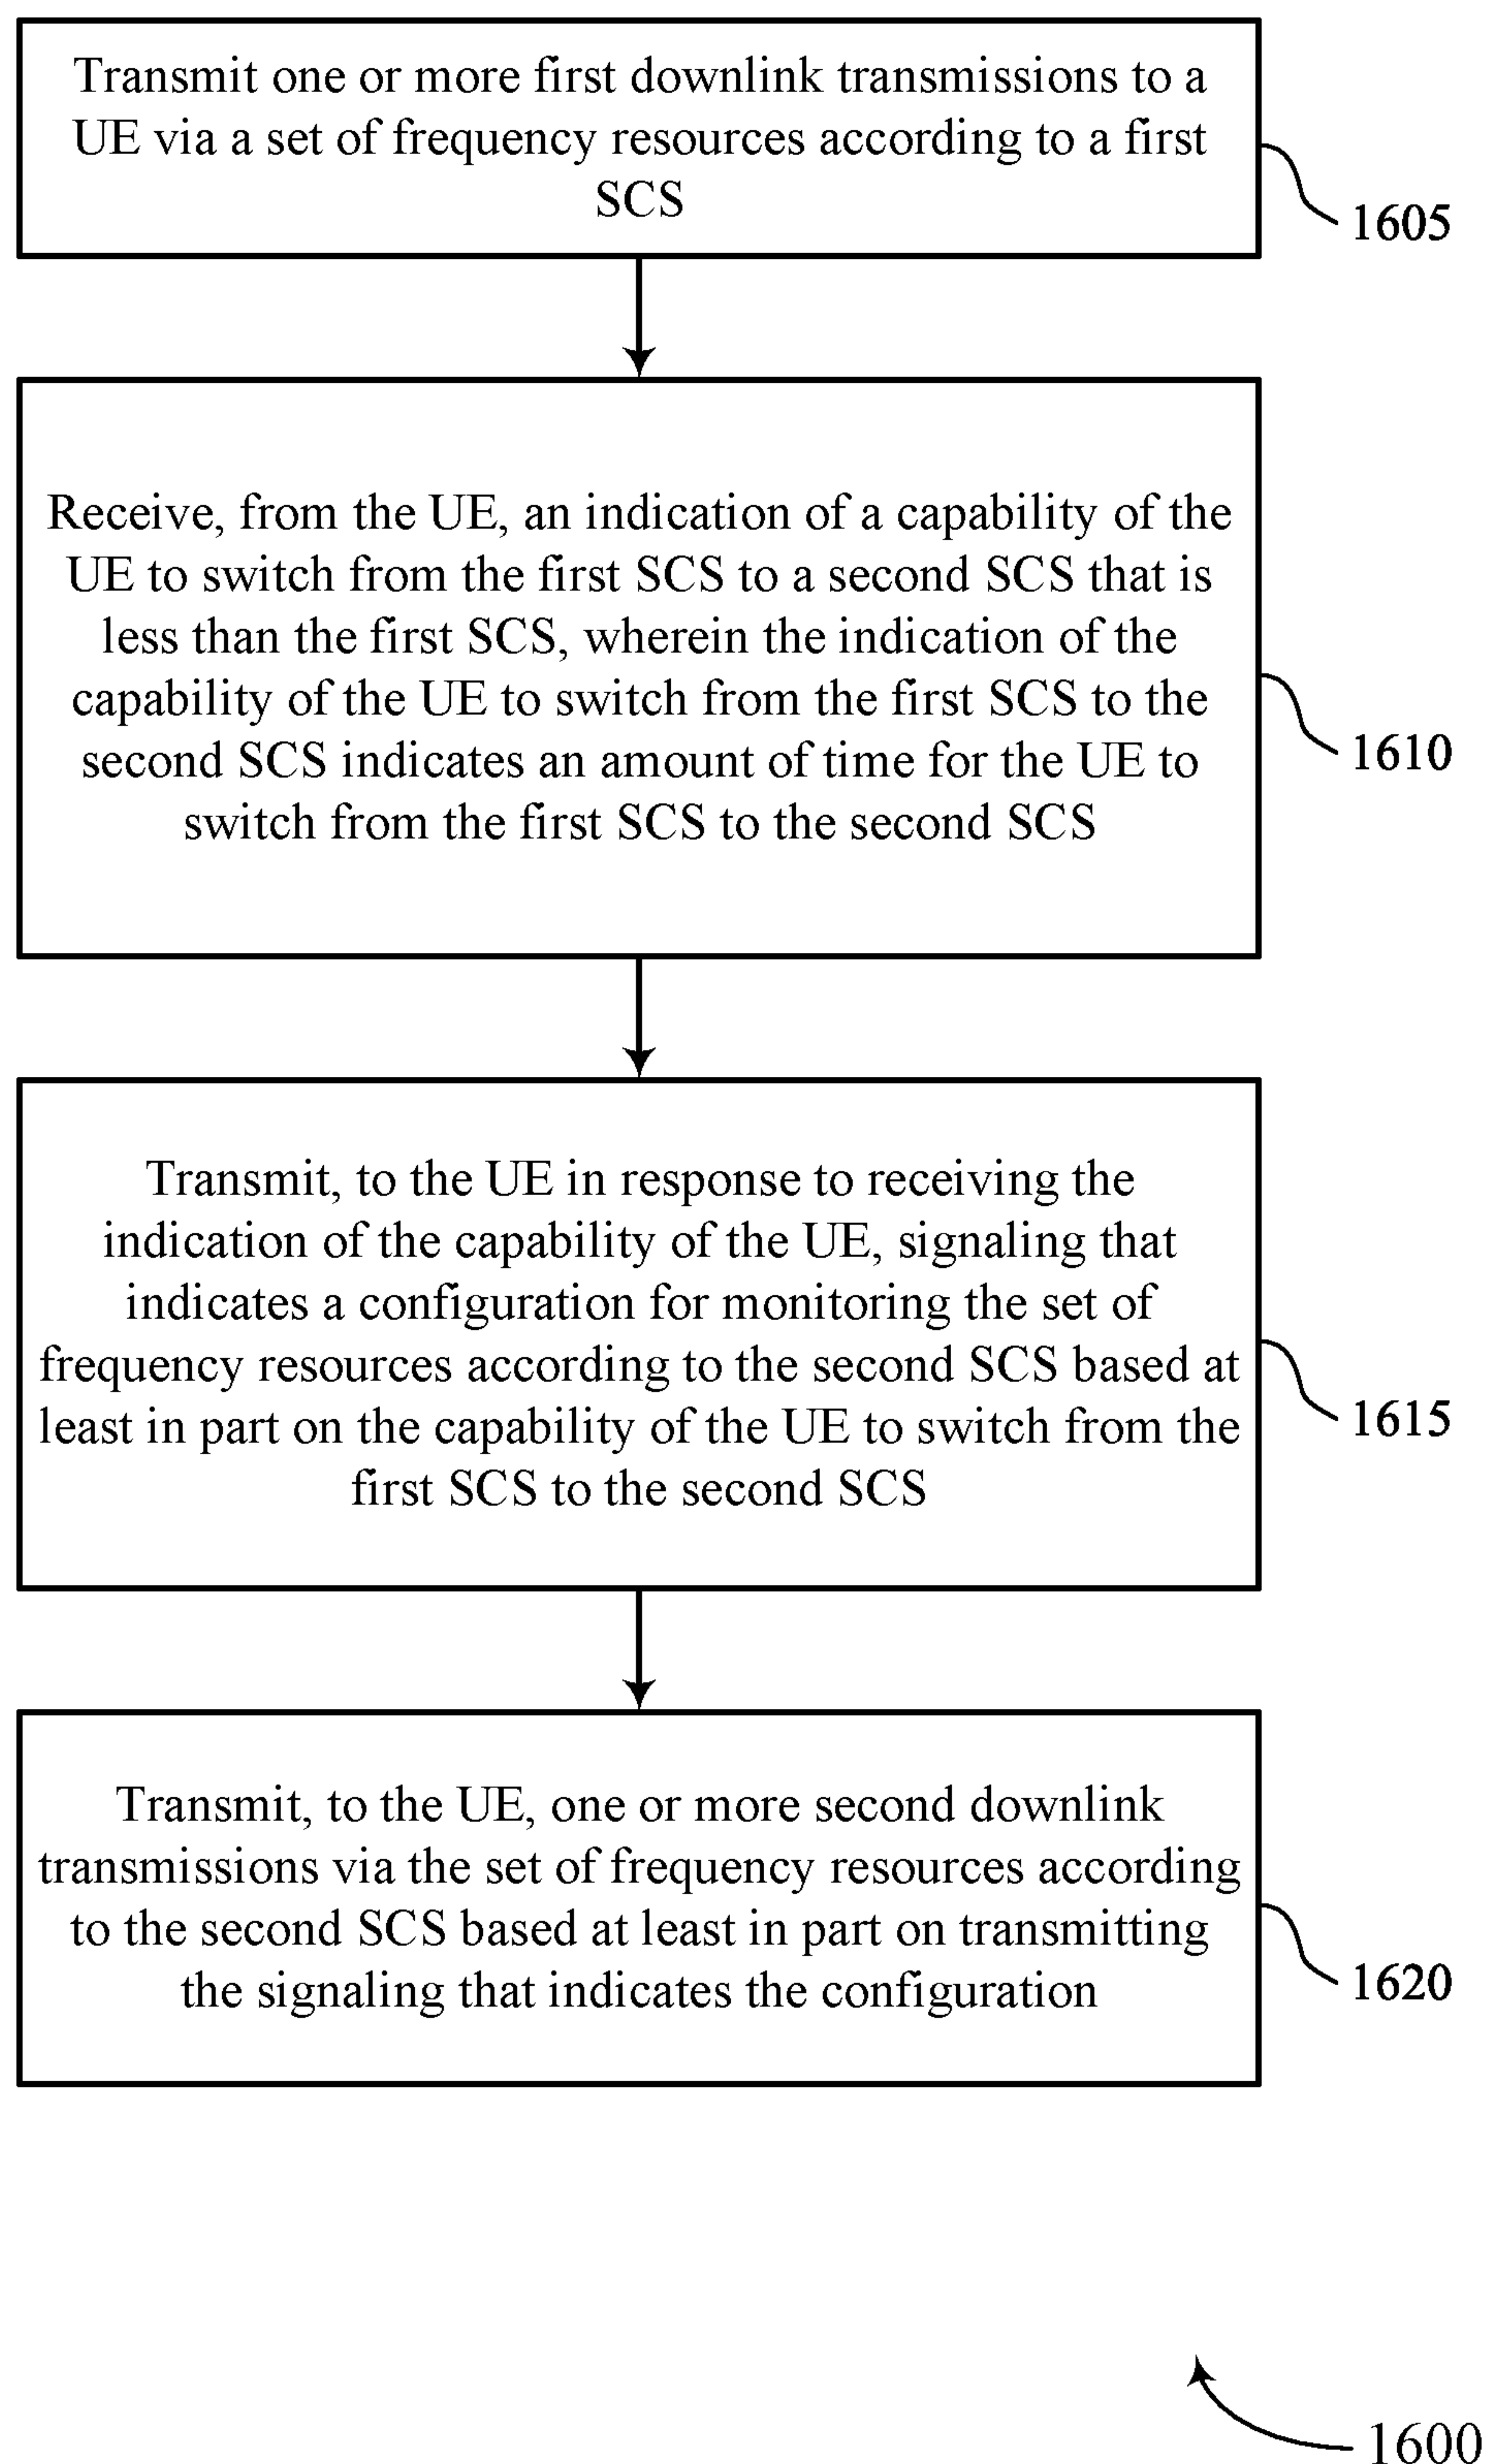 Transmit one or more first downlink transmissions to a
UE via a set of frequency resources according to a first
SCS
1605
Receive, from the UE, an indication of a capability of the
UE to switch from the first SCS to a second SCS that is
less than the first SCS, wherein the indication of the
capability of the UE to switch from the first SCS to the
second SCS indicates an amount of time for the UE to
switch from the first SCS to the second SCS
1610
Transmit, to the UE in response to receiving the
indication of the capability of the UE, signaling that
indicates a configuration for monitoring the set of
frequency resources according to the second SCS based at
least in part on the capability of the UE to switch from the
first SCS to the second SCS
1615
Transmit, to the UE, one or more second downlink
transmissions via the set of frequency resources according
to the second SCS based at least in part on transmitting
the signaling that indicates the configuration
1620
1600